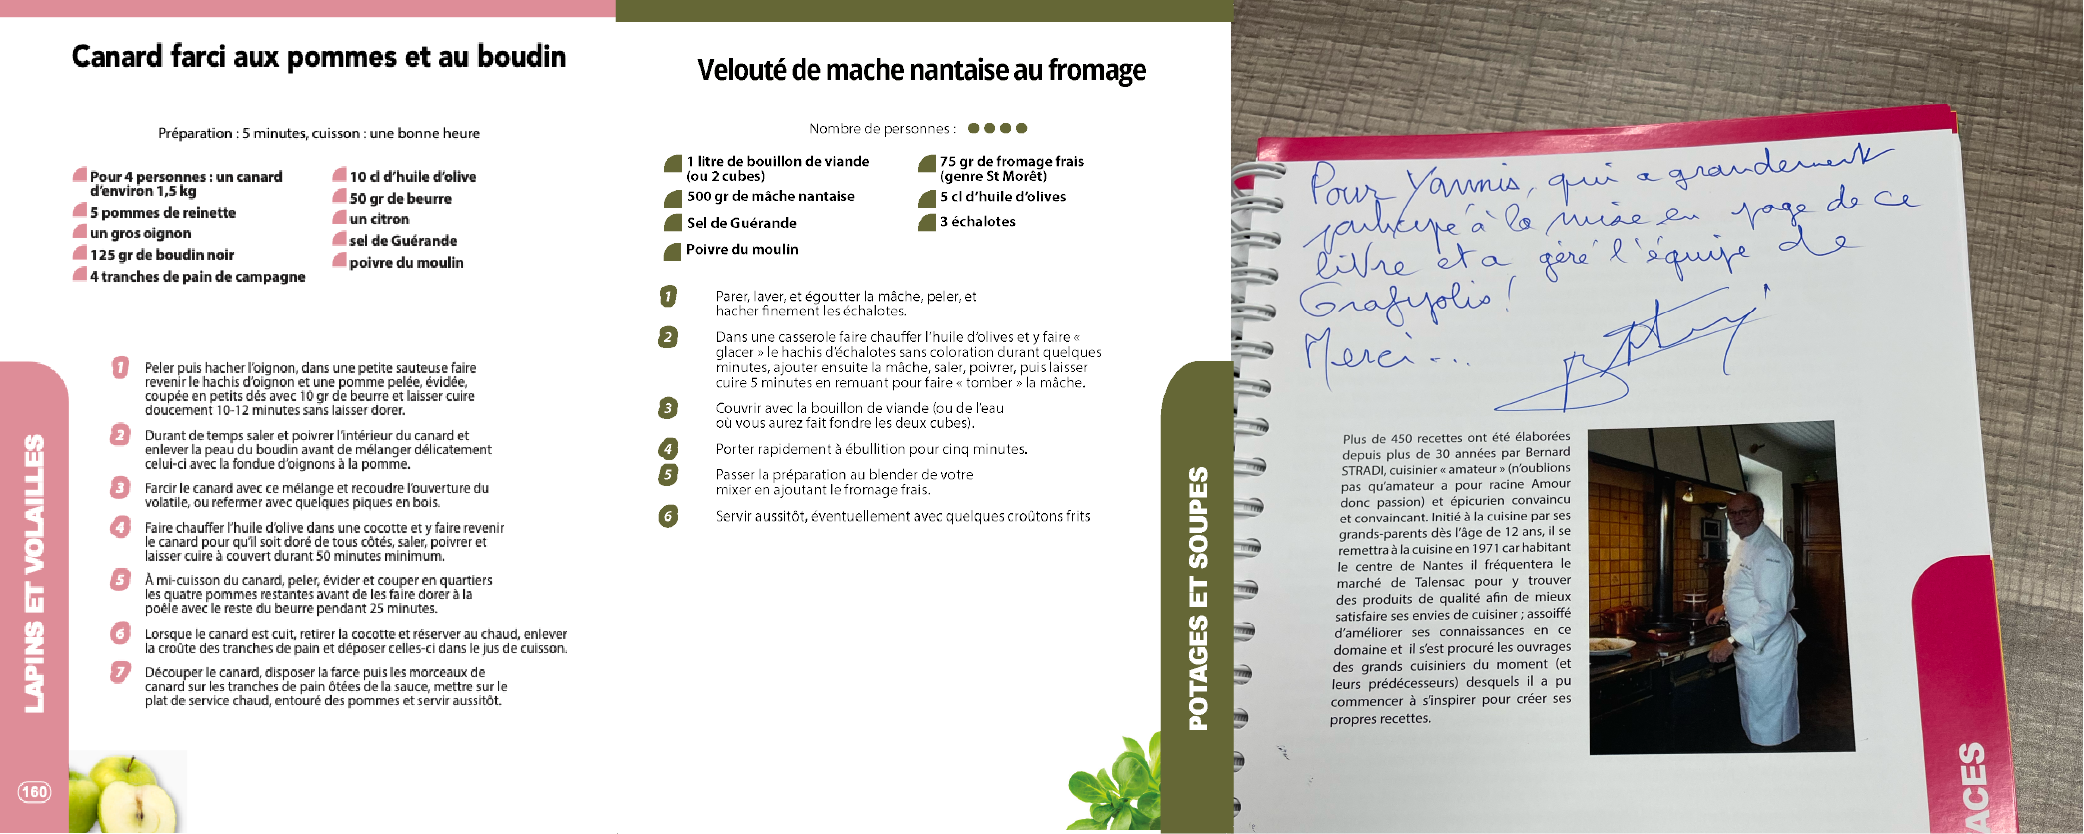 Canard farci aux pommes et au boudin
Préparation : 5 minutes, cuisson : une bonne heure
Pour 4 personnes : un canard
d'environ 1,5 kg
5 pommes de reinette
un gros oignon
125 gr de boudin noir
4 tranches de pain de campagne
10 cl d'huile d'olive
50 gr de beurre
un citron
sel de Guérande
poivre du moulin
1 Peler puis hacher l'oignon, dans une petite sauteuse faire
revenir le hachis d'oignon et une pomme pelée, évidée,
coupée en petits dés avec 10 gr de beurre et laisser cuire
doucement 10-12 minutes sans laisser dorer.
2 Durant de temps saler et poivrer l'intérieur du canard et
enlever la peau du boudin avant de mélanger délicatement
celui-ci avec la fondue d'oignons à la pomme.
3 Farcir le canard avec ce mélange et recoudre l'ouverture du
volatile, ou refermer avec quelques piques en bois.
4 Faire chauffer l'huile d'olive dans une cocotte et y faire revenir
le canard pour qu'il soit doré de tous côtés, saler, poivrer et
laisser cuire à couvert durant 50 minutes minimum.
5 À mi-cuisson du canard, peler, évider et couper en quartiers
les quatre pommes restantes avant de les faire dorer à la
poêle avec le reste du beurre pendant 25 minutes.
6 Lorsque le canard est cuit, retirer la cocotte et réserver au chaud, enlever
la croûte des tranches de pain et déposer celles-ci dans le jus de cuisson.
7 Découper le canard, disposer la farce puis les morceaux de
canard sur les tranches de pain ôtées de la sauce, mettre sur le
plat de service chaud, entouré des pommes et servir aussitôt.
LAPINS ET VOLAILLES
160
Velouté de mache nantaise au fromage
Nombre de personnes :
1 litre de bouillon de viande
(ou 2 cubes)
500 gr de mâche nantaise
Sel de Guérande
Poivre du moulin
75 gr de fromage frais
(genre St Morêt)
5 cl d'huile d'olives
3 échalotes
1 Parer, laver, et égoutter la mâche, peler, et
hacher finement les échalotes.
2 Dans une casserole faire chauffer l'huile d'olives et y faire «
glacer » le hachis d'échalotes sans coloration durant quelques
minutes, ajouter ensuite la mâche, saler, poivrer, puis laisser
cuire 5 minutes en remuant pour faire « tomber » la mâche.
3 Couvrir avec la bouillon de viande (ou de l'eau
où vous aurez fait fondre les deux cubes).
4 Porter rapidement à ébullition pour cinq minutes.
5 Passer la préparation au blender de votre
mixer en ajoutant le fromage frais.
6 Servir aussitôt, éventuellement avec quelques croûtons frits
POTAGES ET SOUPES
Pour Yannis, qui a grandement
participé à la mise en page de ce
livre et a géré l'équipe de
Grafypolis !
Merci...
Plus de 450 recettes ont été élaborées
depuis plus de 30 années par Bernard
STRADI, cuisinier « amateur » (n'oublions
pas qu'amateur a pour racine Amour
donc passion) et épicurien convaincu
et convaincant. Initié à la cuisine par ses
grands-parents dès l'âge de 12 ans, il se
remettra à la cuisine en 1971 car habitant
le centre de Nantes il fréquentera le
marché de Talensac pour y trouver
des produits de qualité afin de mieux
satisfaire ses envies de cuisiner ; assoiffé
d'améliorer ses connaissances en ce
domaine et il s'est procuré les ouvrages
des grands cuisiniers du moment (et
leurs prédécesseurs) desquels il a pu
commencer à s'inspirer pour créer ses
propres recettes.
ACES